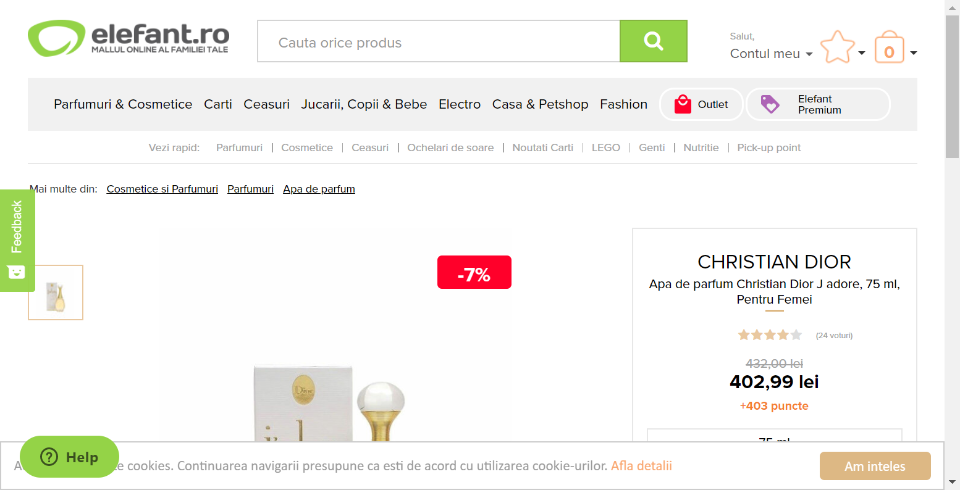 elefant.ro
MALLUL ONLINE AL FAMILIEI TALE
Cauta orice produs
Salut,
Contul meu
0
Parfumuri & Cosmetice Carti Ceasuri Jucarii, Copii & Bebe Electro Casa & Petshop Fashion Outlet Elefant Premium
Vezi rapid: Parfumuri | Cosmetice | Ceasuri | Ochelari de soare | Noutati Carti | LEGO | Genti | Nutritie | Pick-up point
Mai multe din: Cosmetice si Parfumuri Parfumuri Apa de parfum
Feedback
-7%
CHRISTIAN DIOR
Apa de parfum Christian Dior J adore, 75 ml,
Pentru Femei
(24 voturi)
432,00 lei
402,99 lei
+403 puncte
75 ml
Dior
Help
cookies. Continuarea navigarii presupune ca esti de acord cu utilizarea cookie-urilor. Afla detalii
Am inteles